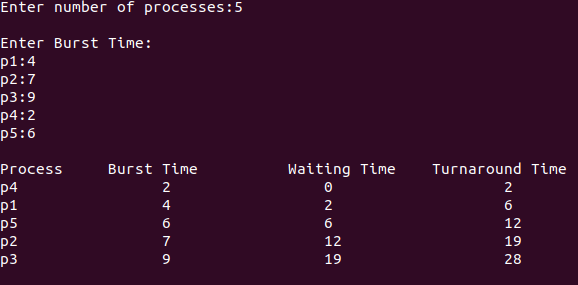 Enter number of processes:5
Enter Burst Time:
p1:4
p2:7
p3:9
p4:2
p5:6
Process Burst Time Waiting Time Turnaround Time
p4 2 0 2
p1 4 2 6
p5 6 6 12
p2 7 12 19
p3 9 19 28